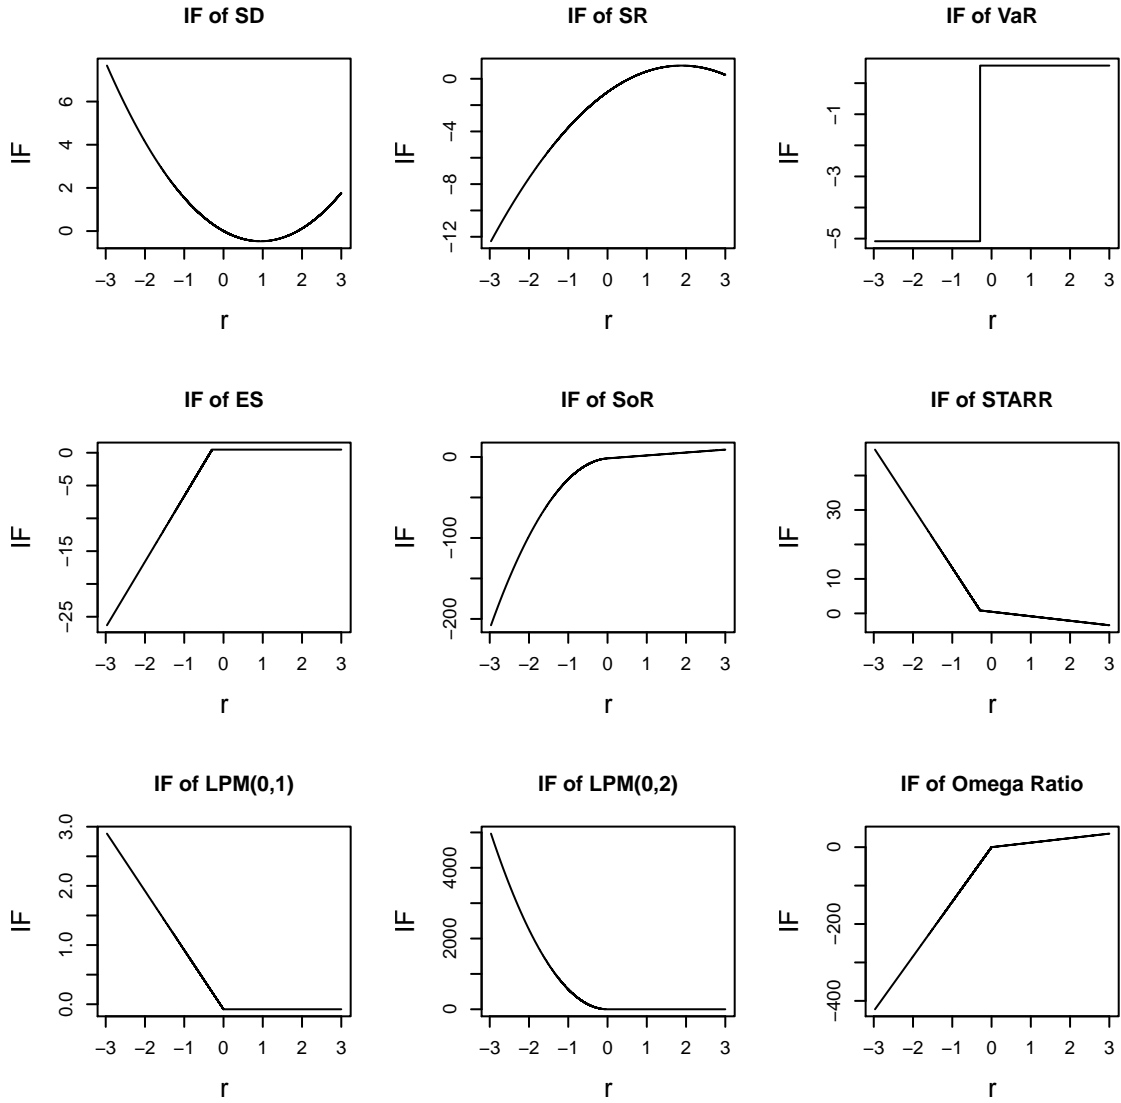 IF of SD
IF of SR
IF of VaR
IF
0 2 4 6
−3 −2 −1 0 1 2 3
r
IF
−12 −8 −4 0
−3 −2 −1 0 1 2 3
r
IF
−5 −3 −1
−3 −2 −1 0 1 2 3
r
IF of ES
IF of SoR
IF of STARR
IF
−25 −15 −5 0
−3 −2 −1 0 1 2 3
r
IF
−200 −100 0
−3 −2 −1 0 1 2 3
r
IF
0 10 30
−3 −2 −1 0 1 2 3
r
IF of LPM(0,1)
IF of LPM(0,2)
IF of Omega Ratio
IF
0.0 1.0 2.0 3.0
−3 −2 −1 0 1 2 3
r
IF
0 2000 4000
−3 −2 −1 0 1 2 3
r
IF
−400 −200 0
−3 −2 −1 0 1 2 3
r